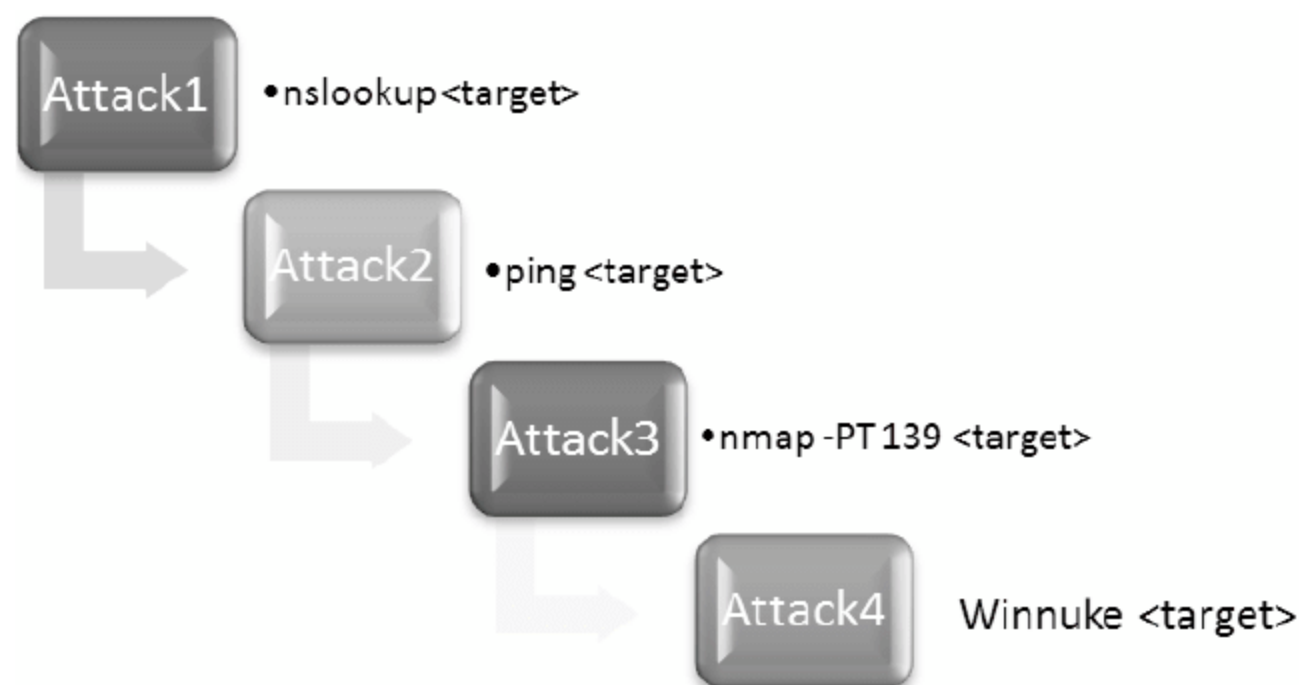 Attack1
•nslookup <target>
Attack2
•ping <target>
Attack3
•nmap -PT 139 <target>
Attack4
Winnuke <target>